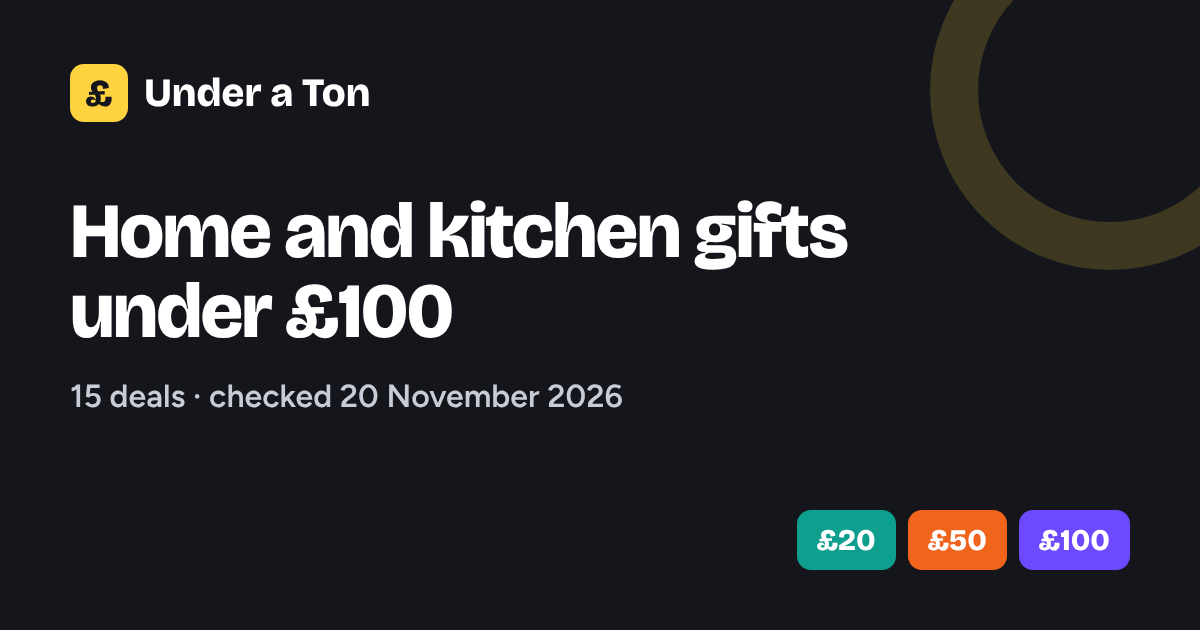 £ Under a Ton
Home and kitchen gifts
under £100
15 deals · checked 20 November 2026
£20 £50 £100